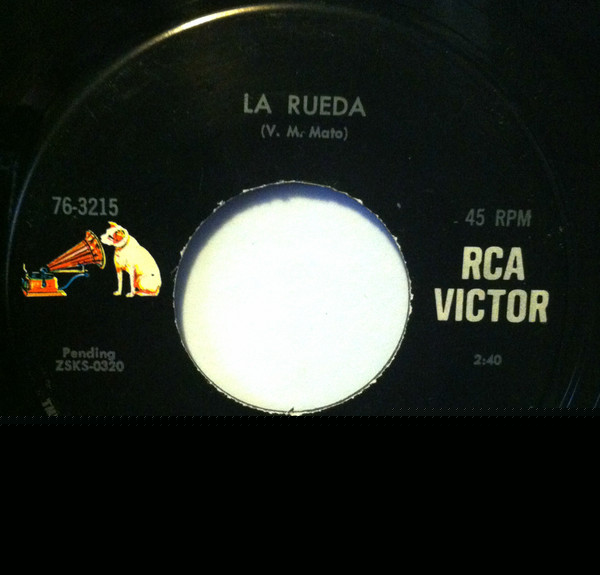 LA RUEDA
(V. M. Mato)
76-3215
45 RPM
RCA
VICTOR
Pending
ZSKS-0320
2:40